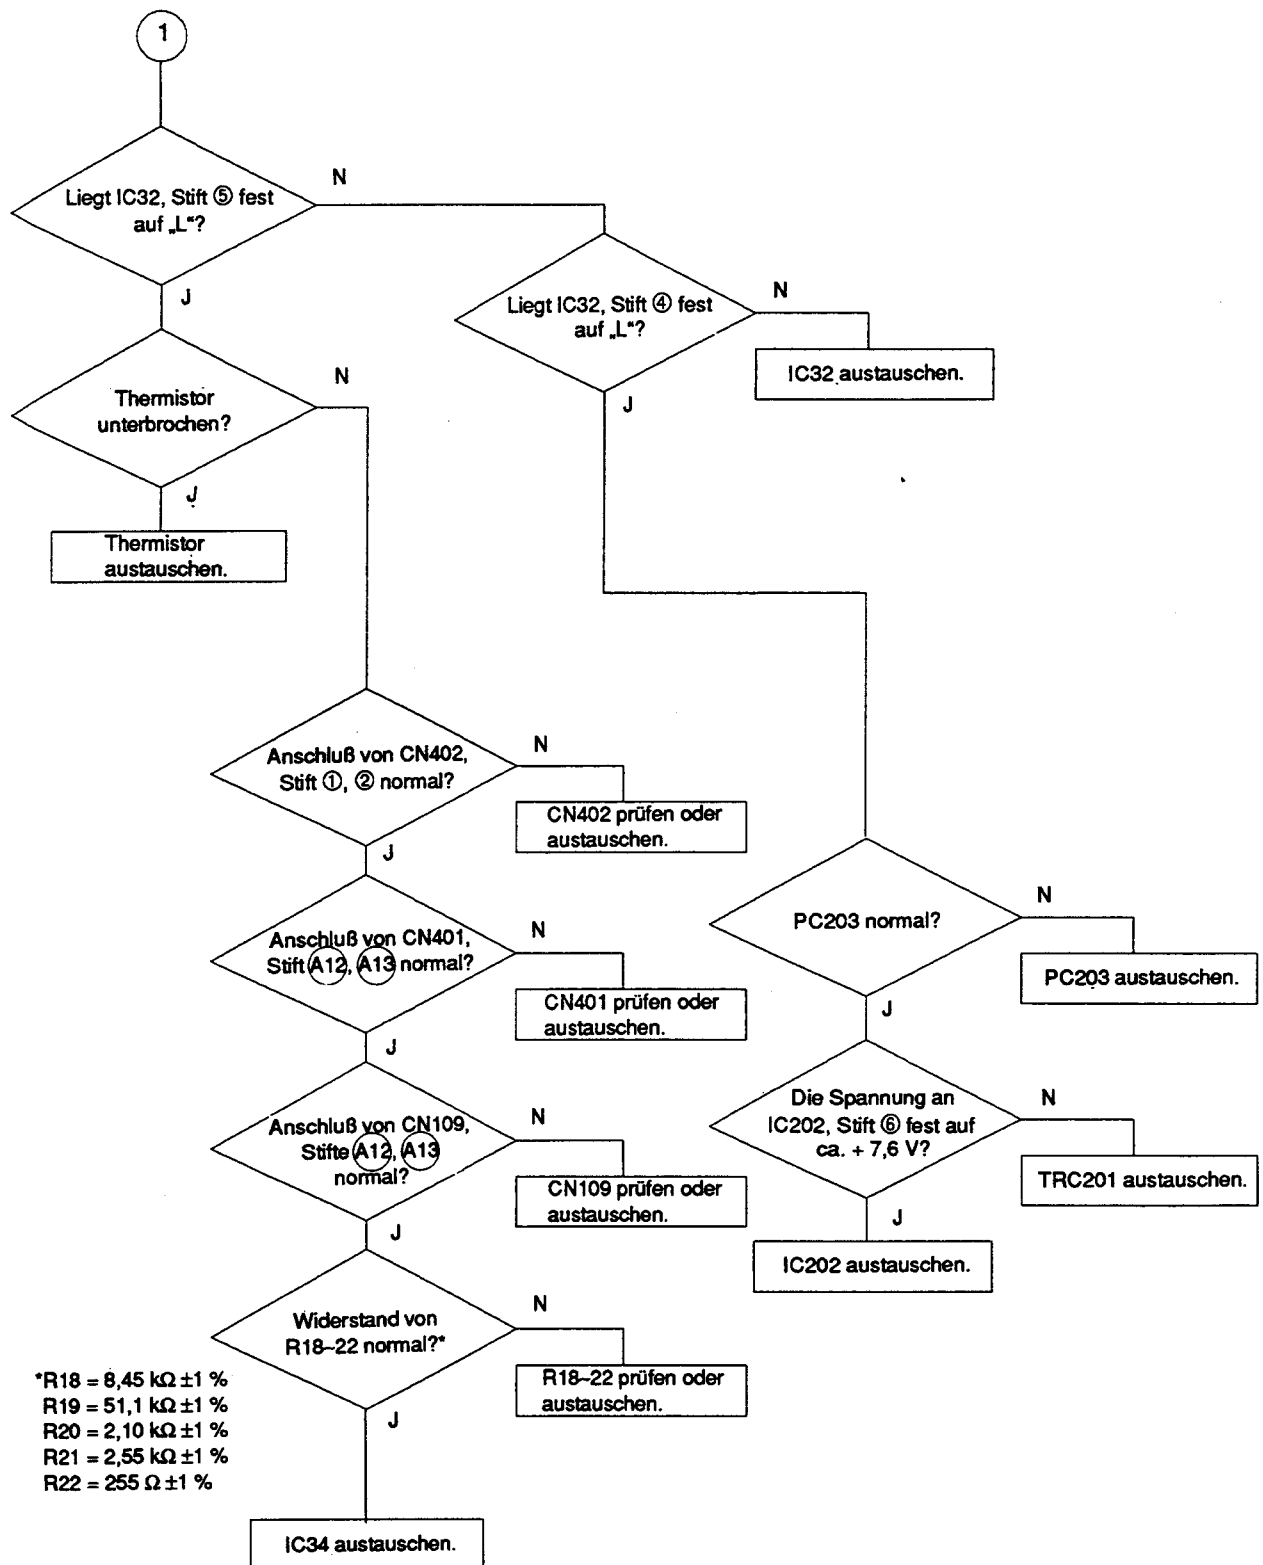 1
Liegt IC32, Stift ⑤ fest
auf „L“?
N
J
Liegt IC32, Stift ④ fest
auf „L“?
N
IC32 austauschen.
J
Thermistor
unterbrochen?
N
J
Thermistor
austauschen.
Anschluß von CN402,
Stift ①, ② normal?
N
CN402 prüfen oder
austauschen.
J
Anschluß von CN401,
Stift A12, A13 normal?
N
CN401 prüfen oder
austauschen.
J
Anschluß von CN109,
Stifte A12, A13
normal?
N
CN109 prüfen oder
austauschen.
J
Widerstand von
R18~22 normal?*
N
R18~22 prüfen oder
austauschen.
J
IC34 austauschen.
PC203 normal?
N
PC203 austauschen.
J
Die Spannung an
IC202, Stift ⑥ fest auf
ca. + 7,6 V?
N
TRC201 austauschen.
J
IC202 austauschen.
*R18 = 8,45 kΩ ±1 %
R19 = 51,1 kΩ ±1 %
R20 = 2,10 kΩ ±1 %
R21 = 2,55 kΩ ±1 %
R22 = 255 Ω ±1 %